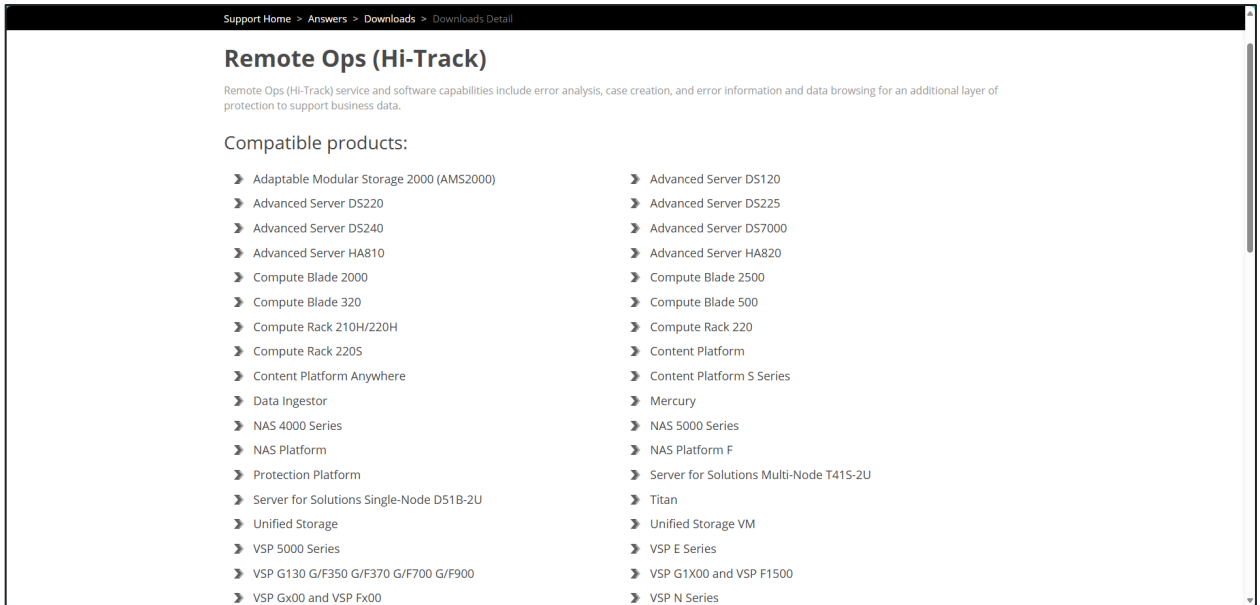 Support Home > Answers > Downloads > Downloads Detail
Remote Ops (Hi-Track)
Remote Ops (Hi-Track) service and software capabilities include error analysis, case creation, and error information and data browsing for an additional layer of
protection to support business data.
Compatible products:
Adaptable Modular Storage 2000 (AMS2000)
Advanced Server DS120
Advanced Server DS220
Advanced Server DS225
Advanced Server DS240
Advanced Server DS7000
Advanced Server HA810
Advanced Server HA820
Compute Blade 2000
Compute Blade 2500
Compute Blade 320
Compute Blade 500
Compute Rack 210H/220H
Compute Rack 220
Compute Rack 220S
Content Platform
Content Platform Anywhere
Content Platform S Series
Data Ingestor
Mercury
NAS 4000 Series
NAS 5000 Series
NAS Platform
NAS Platform F
Protection Platform
Server for Solutions Multi-Node T41S-2U
Server for Solutions Single-Node D51B-2U
Titan
Unified Storage
Unified Storage VM
VSP 5000 Series
VSP E Series
VSP G130 G/F350 G/F370 G/F700 G/F900
VSP G1X00 and VSP F1500
VSP Gx00 and VSP Fx00
VSP N Series